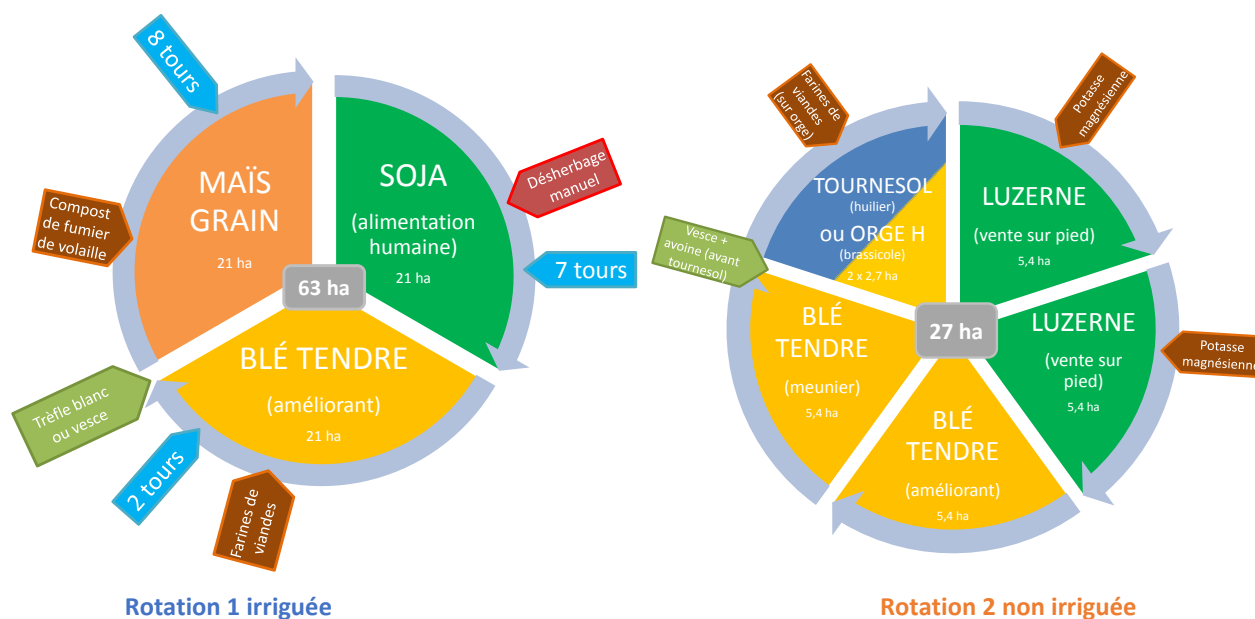 8 tours
MAÏS
GRAIN
21 ha
Compost
de fumier
de volaille
SOJA
(alimentation
humaine)
21 ha
Désherbage
manuel
7 tours
63 ha
BLÉ TENDRE
(améliorant)
21 ha
Trèfle blanc
ou vesce
2 tours
Farines de
viandes
Rotation 1 irriguée
Farines de
viandes
(sur orge)
Potasse
magnésienne
TOURNESOL
(huilier)
ou ORGE H
(brassicole)
2 x 2,7 ha
Vesce +
avoine (avant
tournesol)
LUZERNE
(vente sur pied)
5,4 ha
27 ha
LUZERNE
(vente sur
pied)
5,4 ha
Potasse
magnésienne
BLÉ
TENDRE
(meunier)
5,4 ha
BLÉ
TENDRE
(améliorant)
5,4 ha
Rotation 2 non irriguée